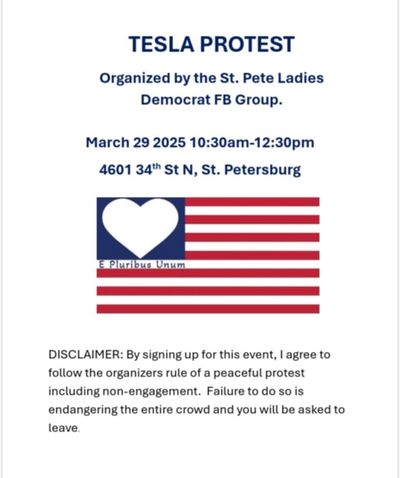 TESLA PROTEST
Organized by the St. Pete Ladies
Democrat FB Group.
March 29 2025 10:30am-12:30pm
4601 34th St N, St. Petersburg
E Pluribus Unum
DISCLAIMER: By signing up for this event, I agree to
follow the organizers rule of a peaceful protest
including non-engagement.  Failure to do so is
endangering the entire crowd and you will be asked to
leave.